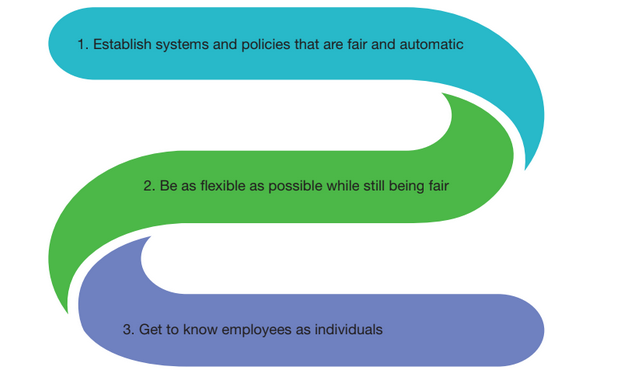 1. Establish systems and policies that are fair and automatic
2. Be as flexible as possible while still being fair
3. Get to know employees as individuals